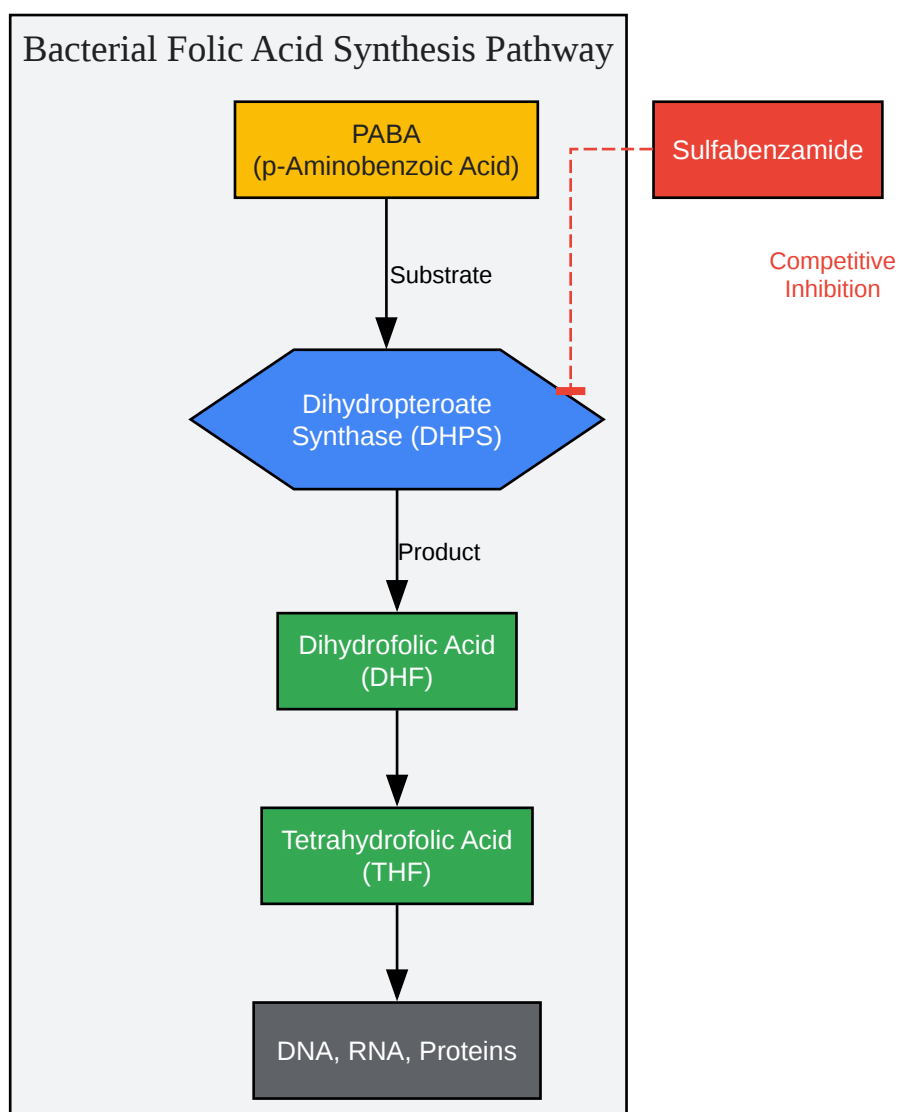 Bacterial Folic Acid Synthesis Pathway
PABA
(p-Aminobenzoic Acid)
Sulfabenzamide
Substrate
Competitive
Inhibition
Dihydropteroate
Synthase (DHPS)
Product
Dihydrofolic Acid
(DHF)
Tetrahydrofolic Acid
(THF)
DNA, RNA, Proteins